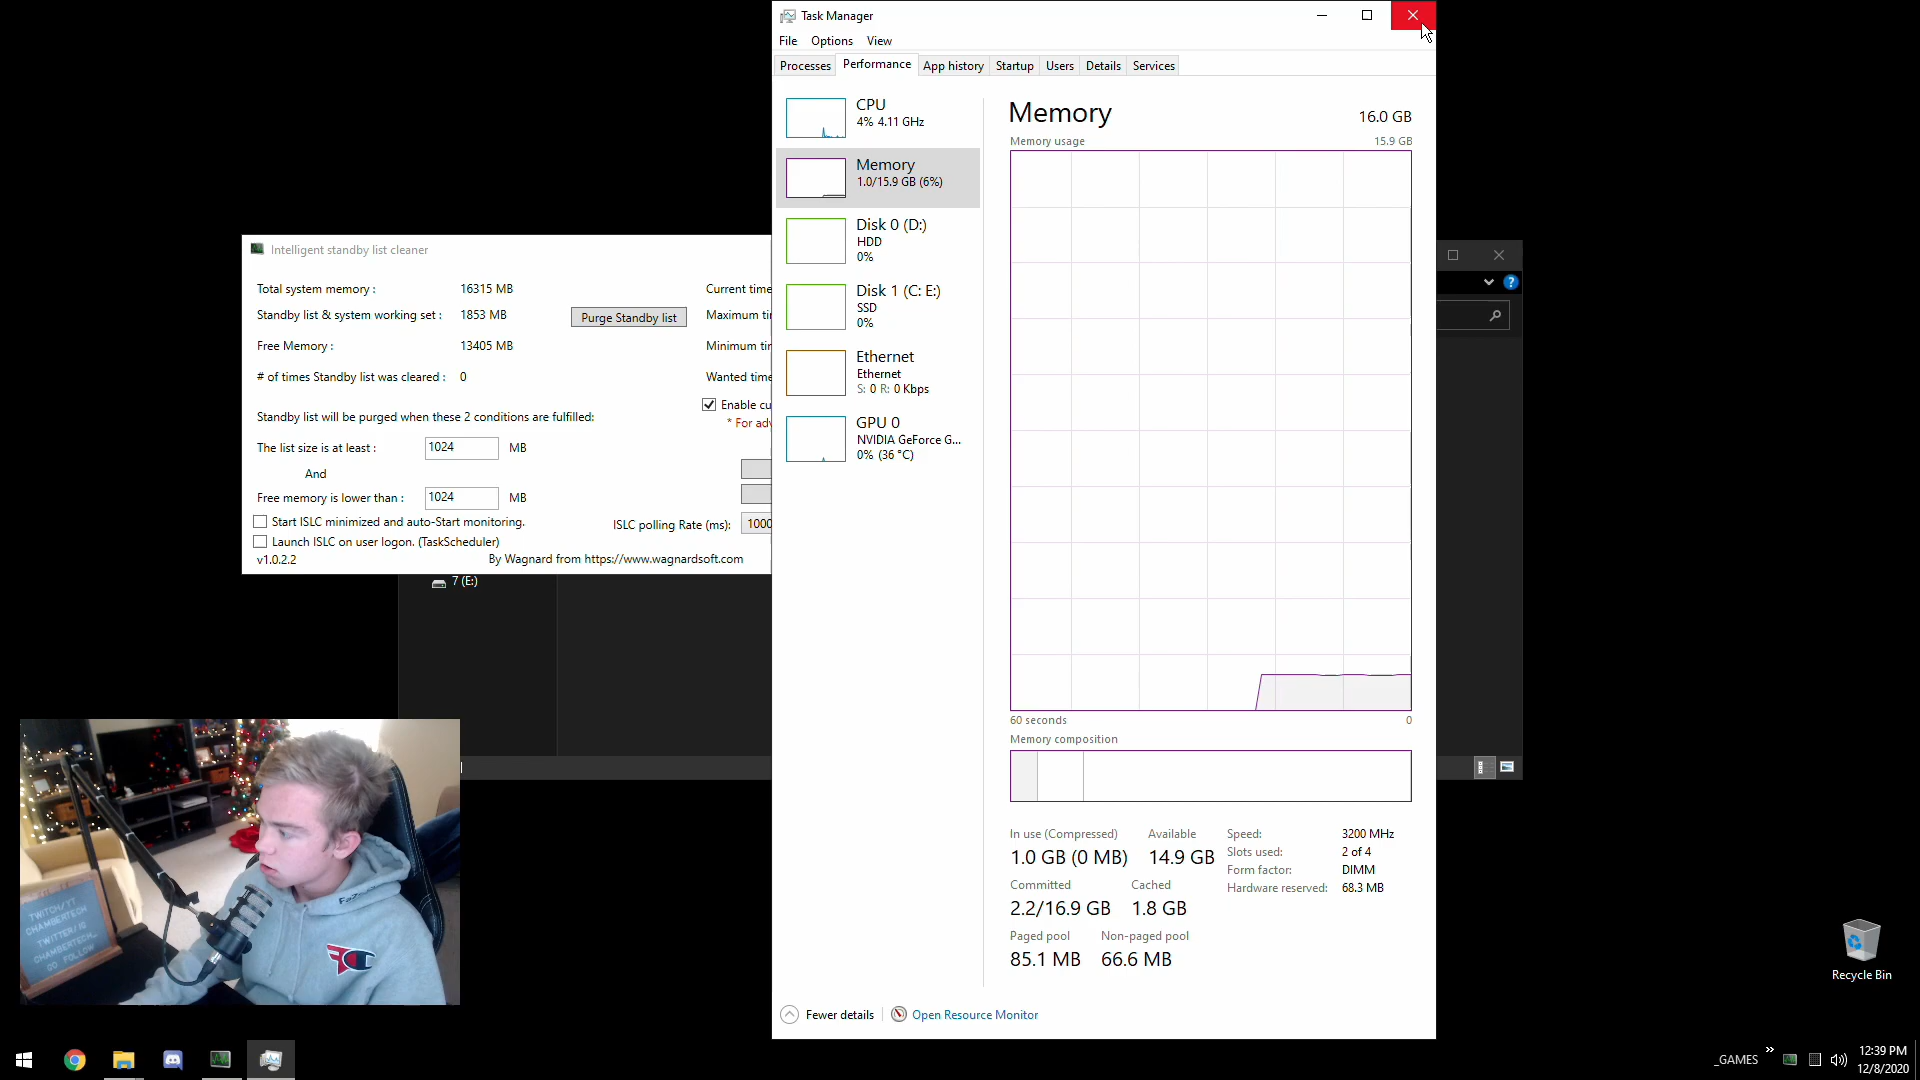 Task Manager
File Options View
Processes Performance App history Startup Users Details Services
CPU
4% 4.11 GHz
Memory
1.0/15.9 GB (6%)
Disk 0 (D:)
HDD
0%
Disk 1 (C: E:)
SSD
0%
Ethernet
Ethernet
S: 0 R: 0 Kbps
GPU 0
NVIDIA GeForce G...
0% (36 °C)
Memory 16.0 GB
Memory usage 15.9 GB
60 seconds 0
Memory composition
In use (Compressed) Available
1.0 GB (0 MB) 14.9 GB
Committed Cached
2.2/16.9 GB 1.8 GB
Paged pool Non-paged pool
85.1 MB 66.6 MB
Speed: 3200 MHz
Slots used: 2 of 4
Form factor: DIMM
Hardware reserved: 68.3 MB
Fewer details Open Resource Monitor
Intelligent standby list cleaner
Total system memory : 16315 MB
Standby list & system working set : 1853 MB
Purge Standby list
Free Memory : 13405 MB
# of times Standby list was cleared : 0
Current time
Maximum
Minimum
Wanted time
Enable
* For
Standby list will be purged when these 2 conditions are fulfilled:
The list size is at least : 1024 MB
And
Free memory is lower than : 1024 MB
Start ISLC minimized and auto-Start monitoring.
ISLC polling Rate (ms): 1000
Launch ISLC on user logon. (TaskScheduler)
v1.0.2.2 By Wagnard from https://www.wagnardsoft.com
7 (E:)
TWITCH/YT
CHAMBERTECH
TWITTER/IG
CHAMBERTECH_
GO FOLLOW
Recycle Bin
_GAMES
12:39 PM
12/8/2020